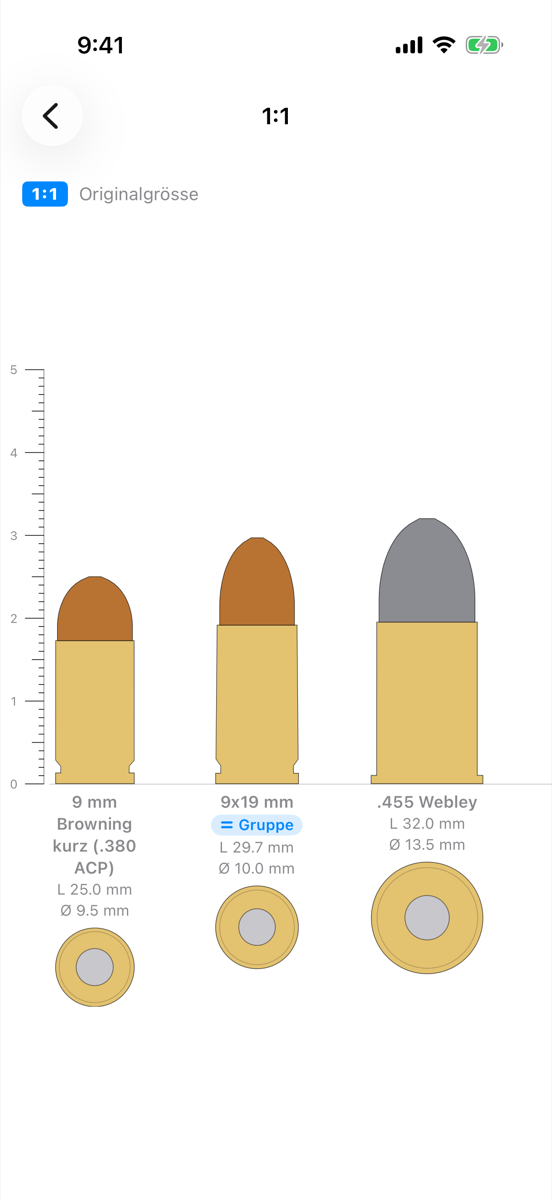 9:41
1:1
1:1 Originalgrösse
5
4
3
2
1
0
9 mm
Browning
kurz (.380
ACP)
L 25.0 mm
Ø 9.5 mm
9x19 mm
= Gruppe
L 29.7 mm
Ø 10.0 mm
.455 Webley
L 32.0 mm
Ø 13.5 mm